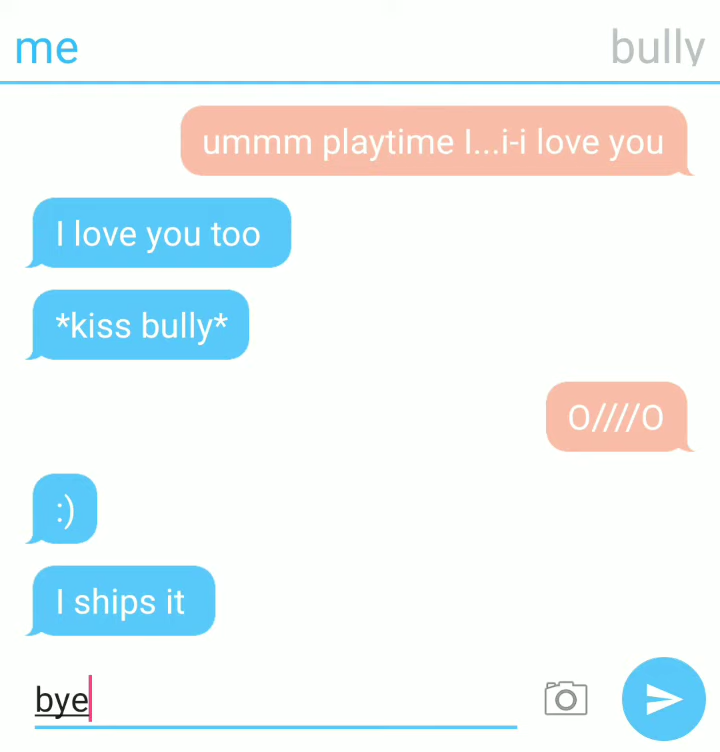 me
bully
ummm playtime I...i-i love you
I love you too
*kiss bully*
O////O
:)
I ships it
bye